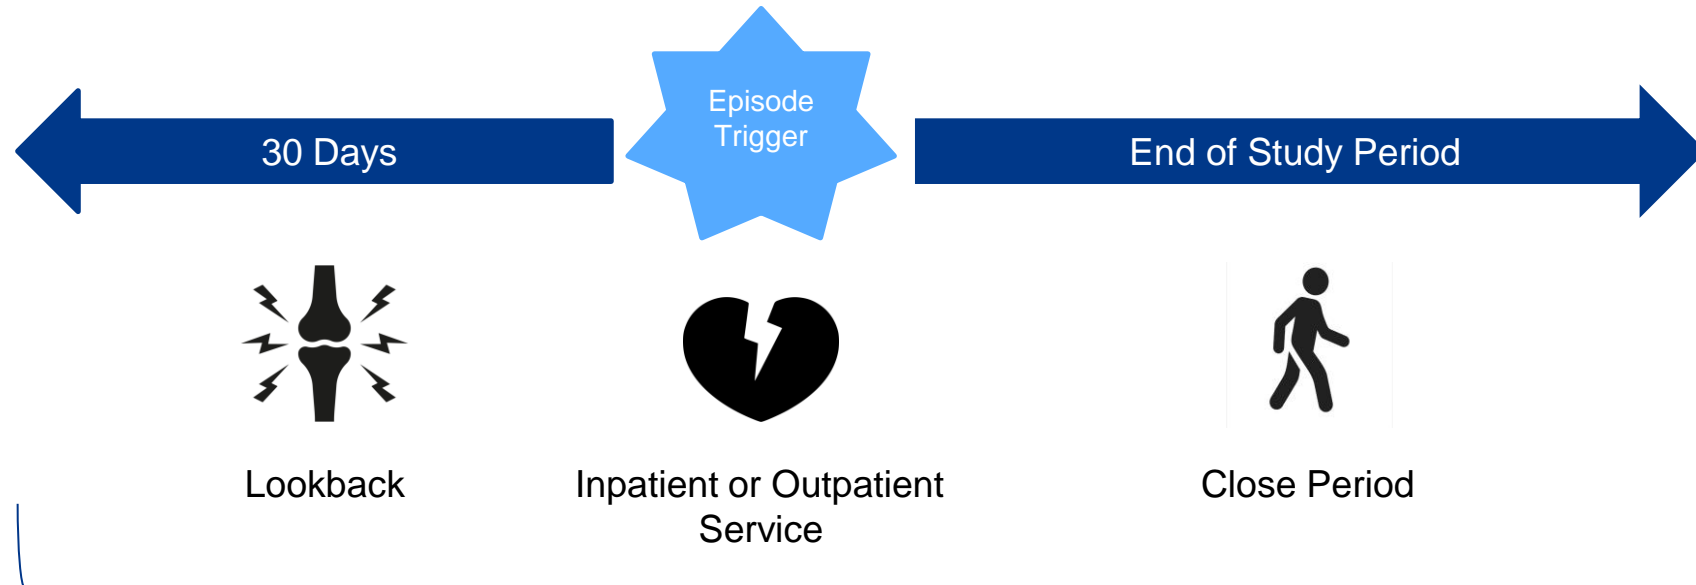 Episode
Trigger
30 Days
End of Study Period
Lookback
Inpatient or Outpatient
Service
Close Period